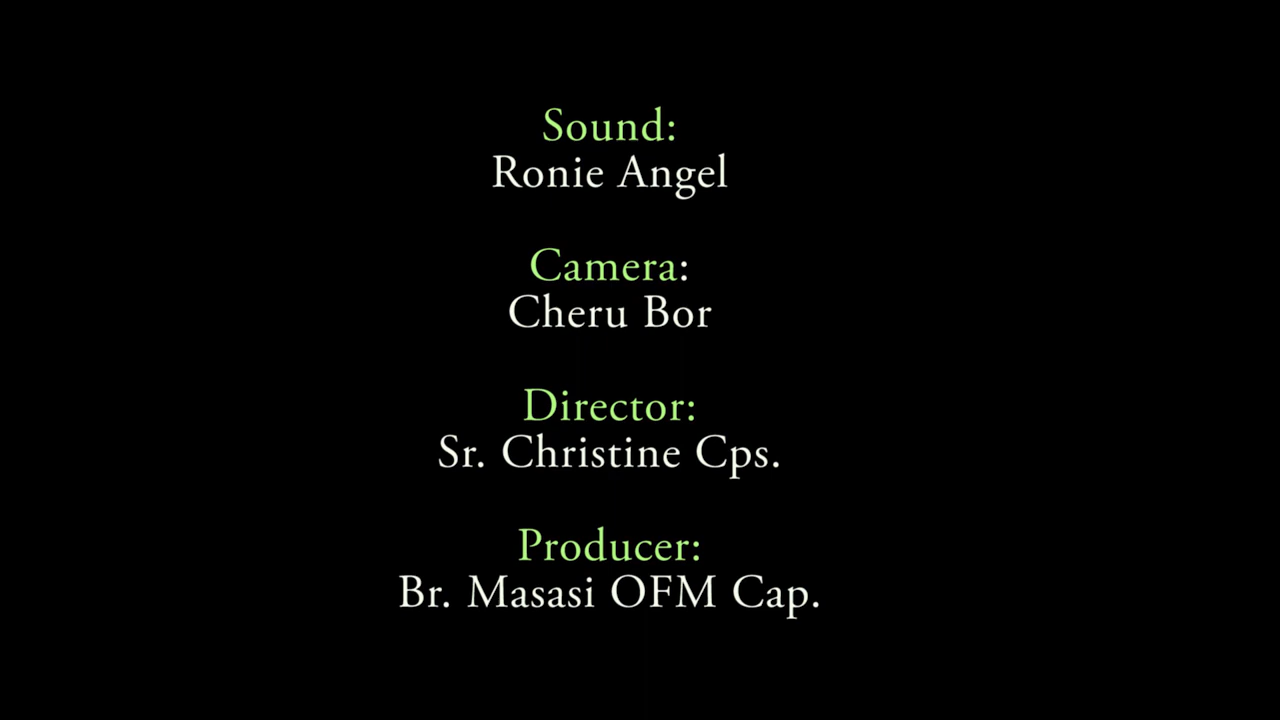 Sound:
Ronie Angel
Camera:
Cheru Bor
Director:
Sr. Christine Cps.
Producer:
Br. Masasi OFM Cap.